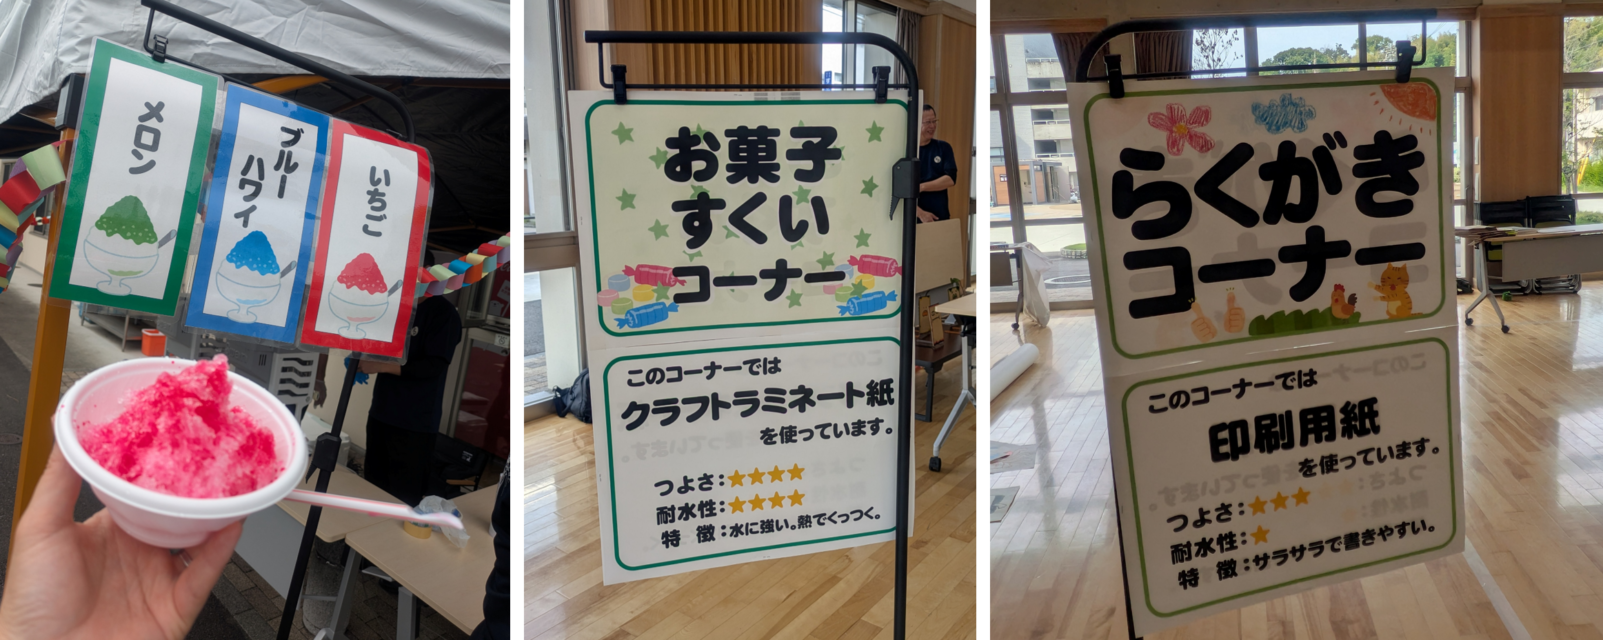 メロン
ブルー
ハワイ
いちご
お菓子
すくい
コーナー
このコーナーでは
クラフトラミネート紙
を使っています。
つよさ：★★★★
耐水性：★★★★
特　徴：水に強い。熱でくっつく。
らくがき
コーナー
このコーナーでは
印刷用紙
を使っています。
つよさ：★★★
耐水性：★
特　徴：サラサラで書きやすい。